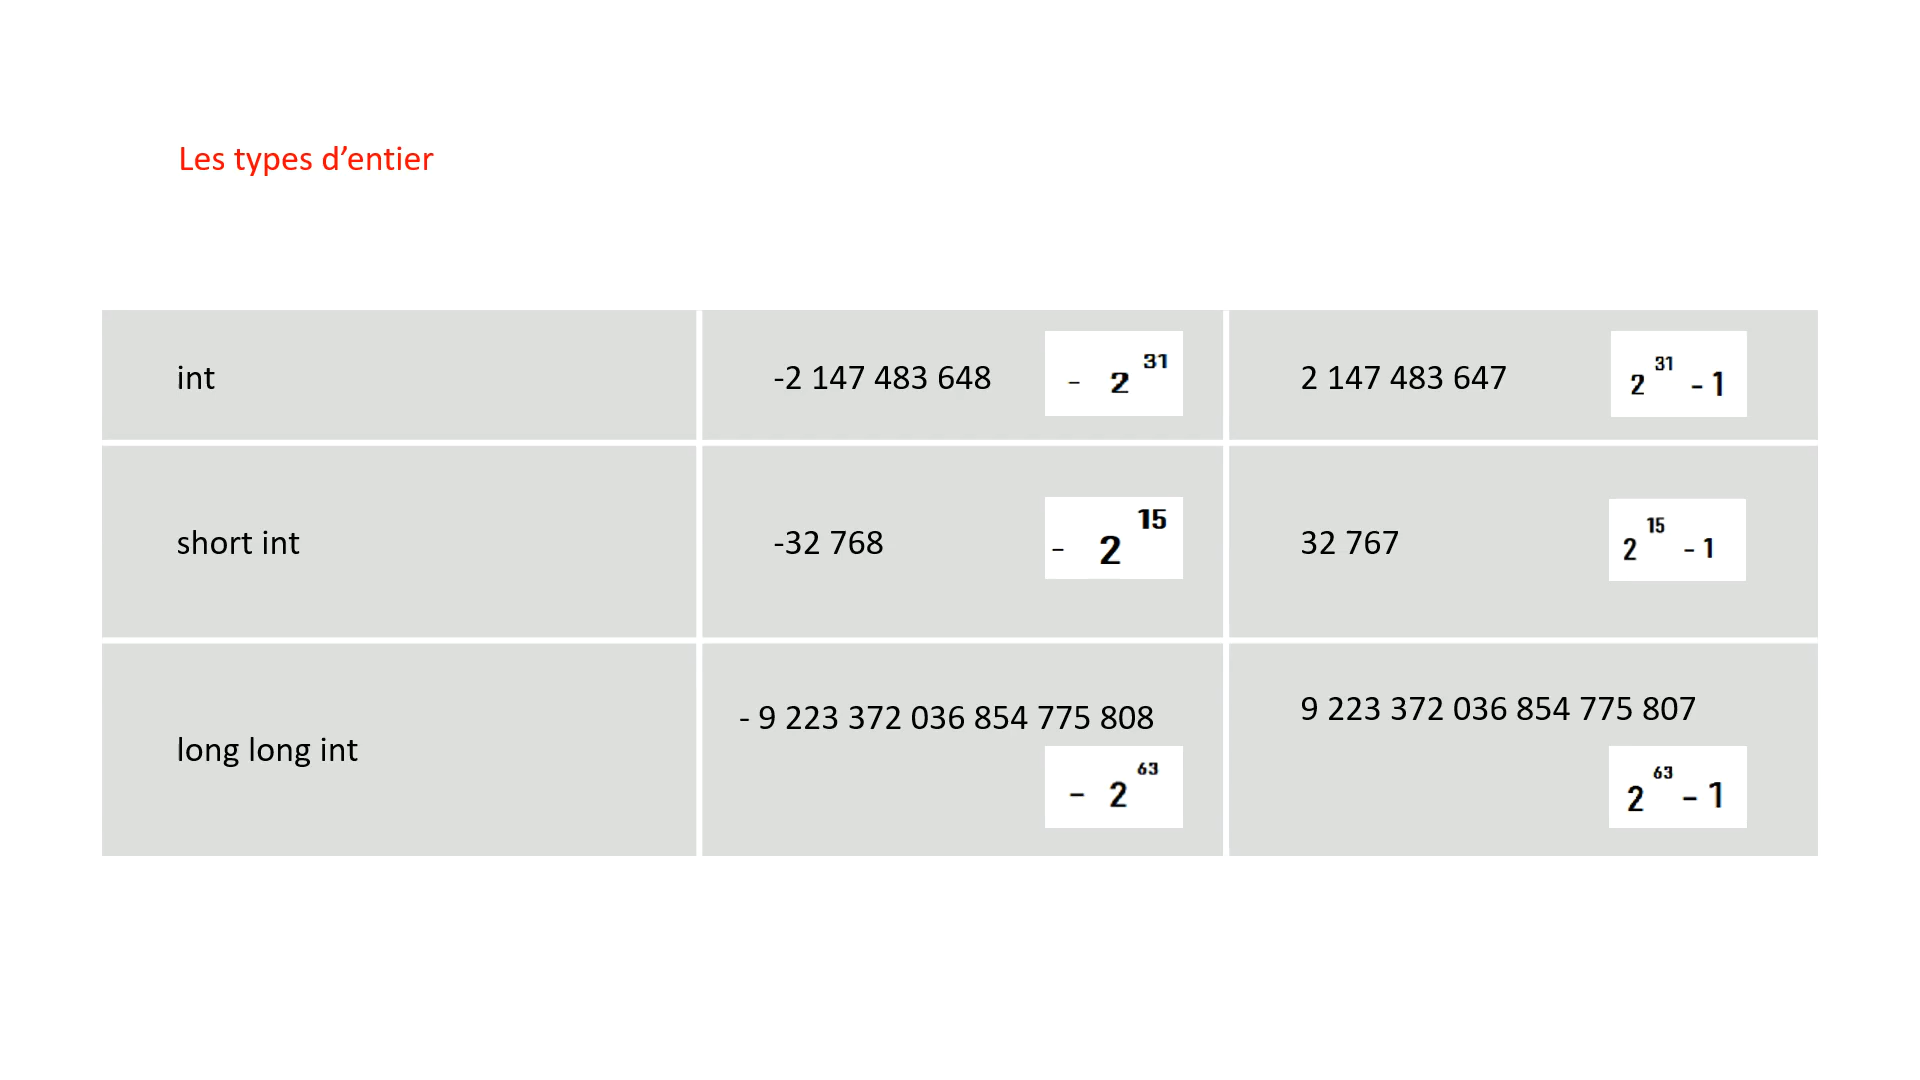 Les types d’entier
int
-2 147 483 648
- 2 31
2 147 483 647
2 31 - 1
short int
-32 768
- 2 15
32 767
2 15 - 1
long long int
- 9 223 372 036 854 775 808
- 2 63
9 223 372 036 854 775 807
2 63 - 1